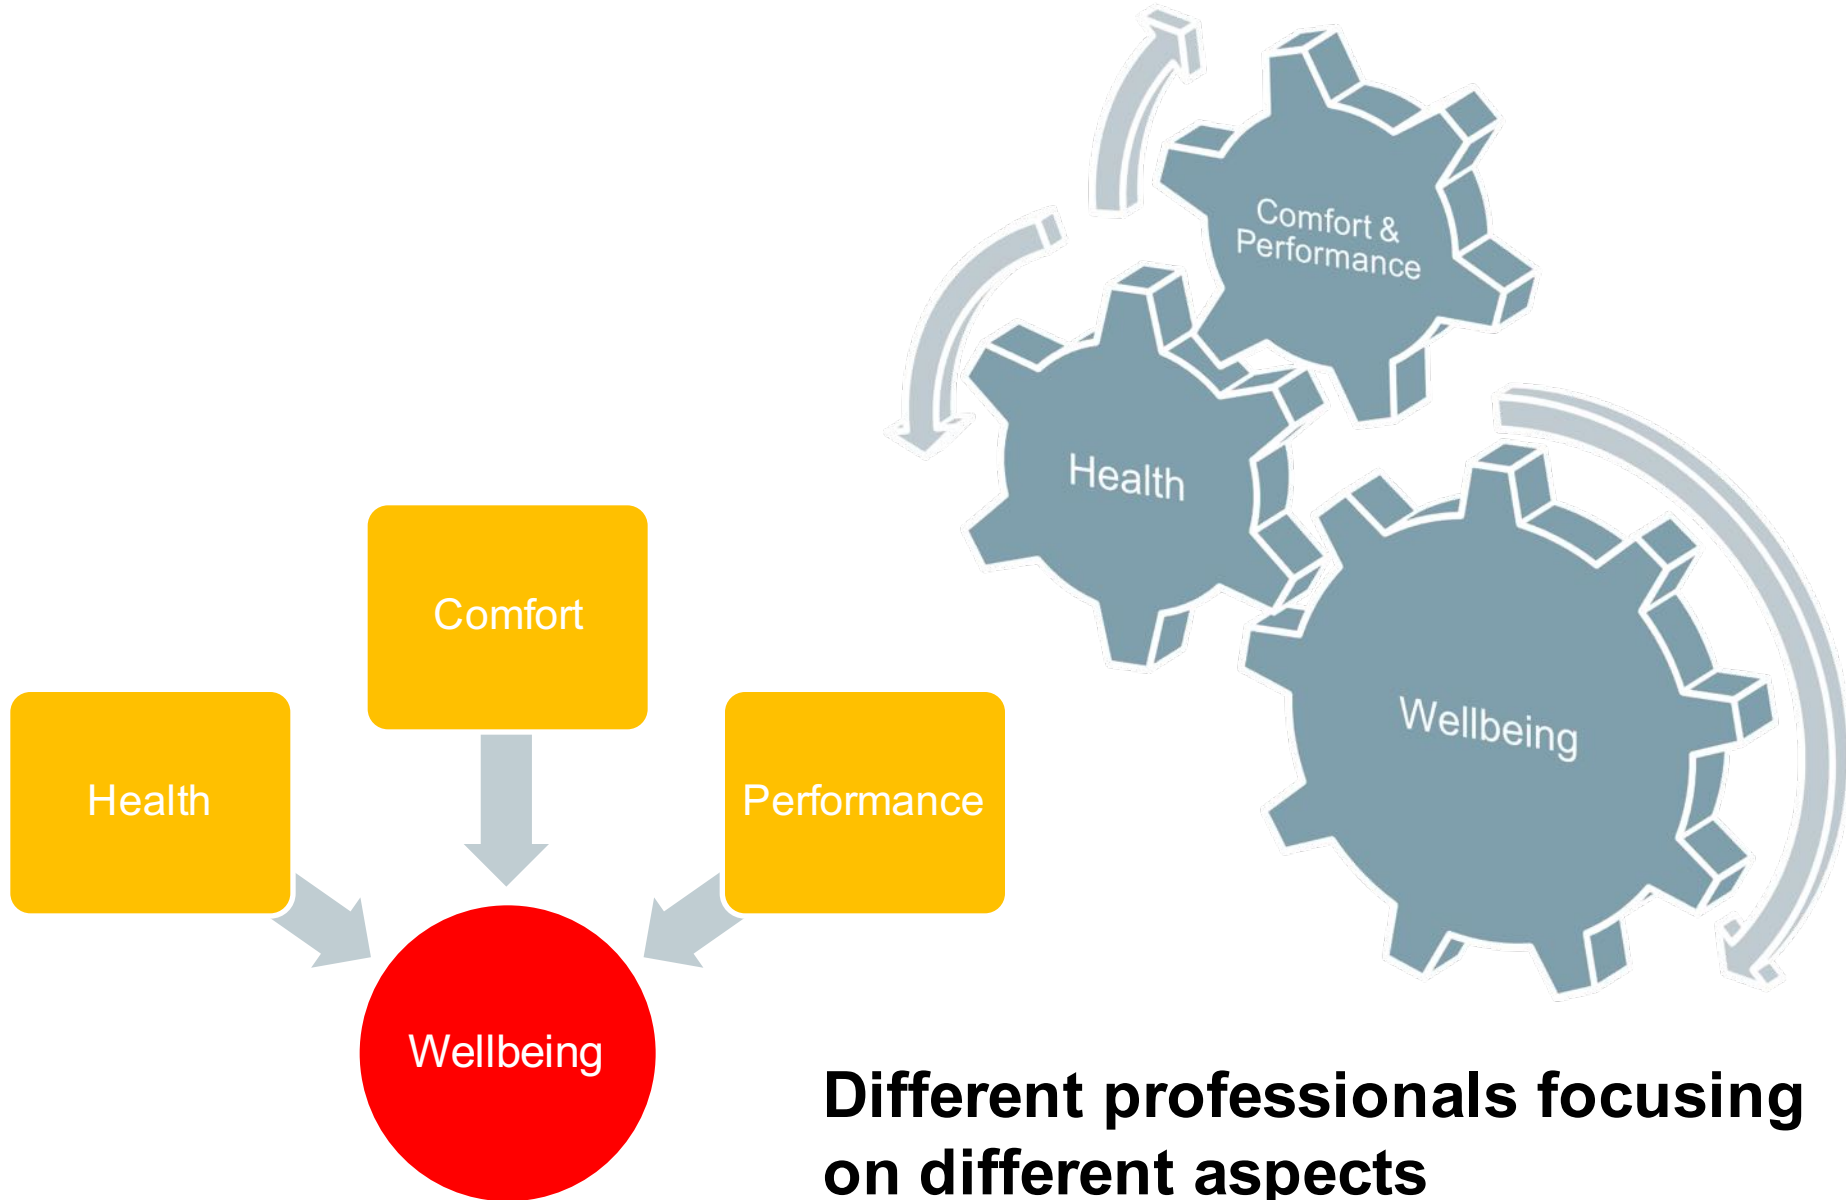 Comfort &
Performance
Health
Wellbeing
Comfort
Health
Performance
Wellbeing
Different professionals focusing
on different aspects